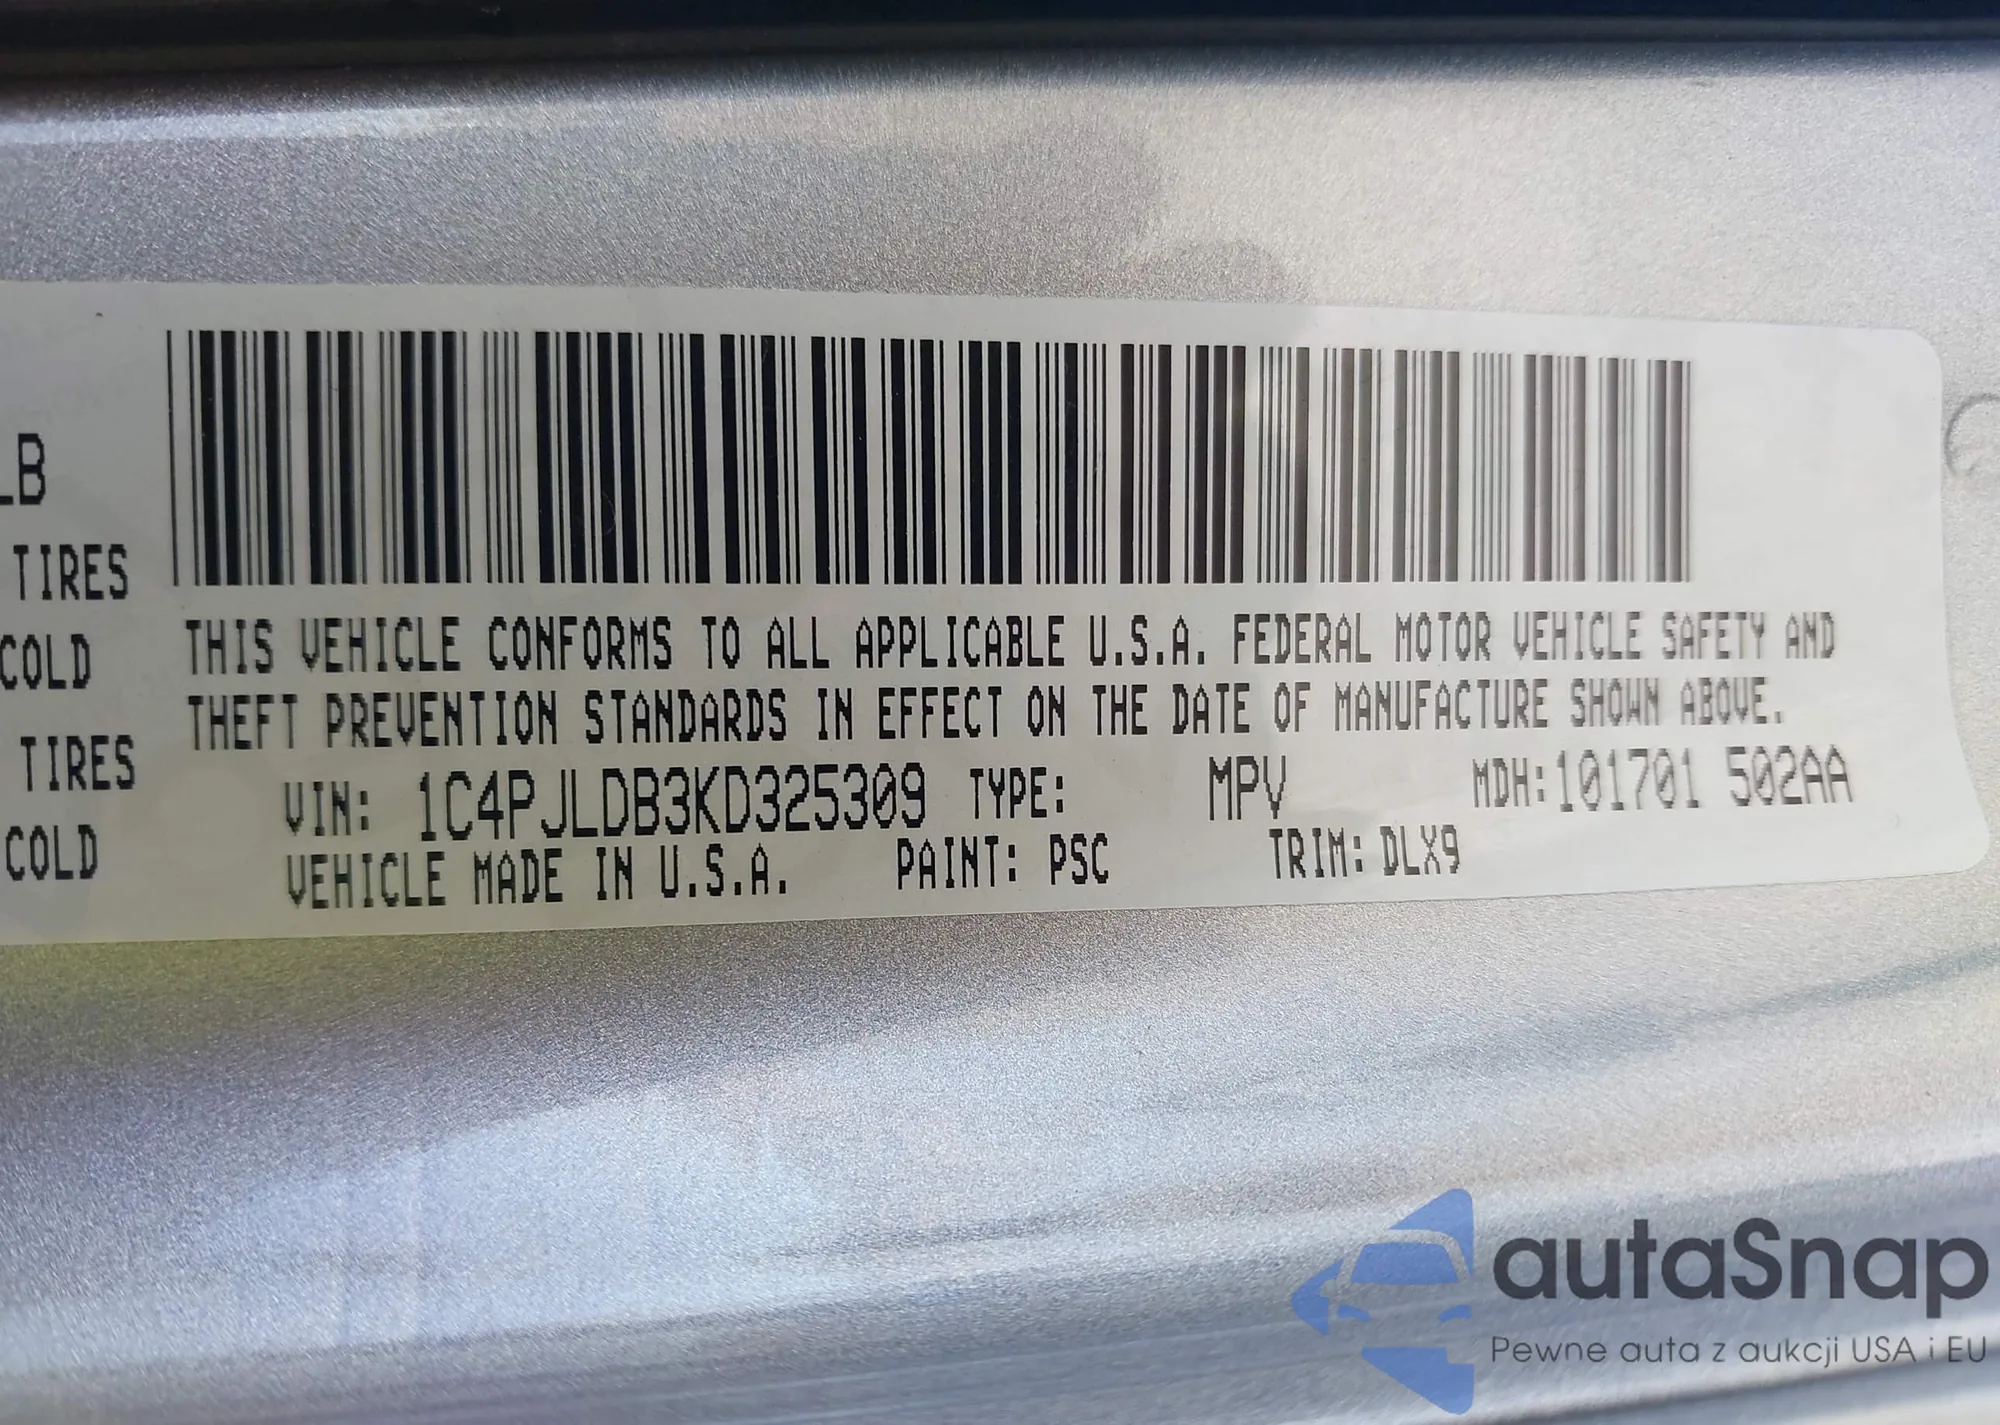 LB
TIRES
COLD
TIRES
COLD
THIS VEHICLE CONFORMS TO ALL APPLICABLE U.S.A. FEDERAL MOTOR VEHICLE SAFETY AND
THEFT PREVENTION STANDARDS IN EFFECT ON THE DATE OF MANUFACTURE SHOWN ABOVE.
VIN: 1C4PJLDB3KD325309 TYPE: MPV MDH:101701 502AA
VEHICLE MADE IN U.S.A. PAINT: PSC TRIM: DLX9
autaSnap
Pewne auta z aukcji USA i EU